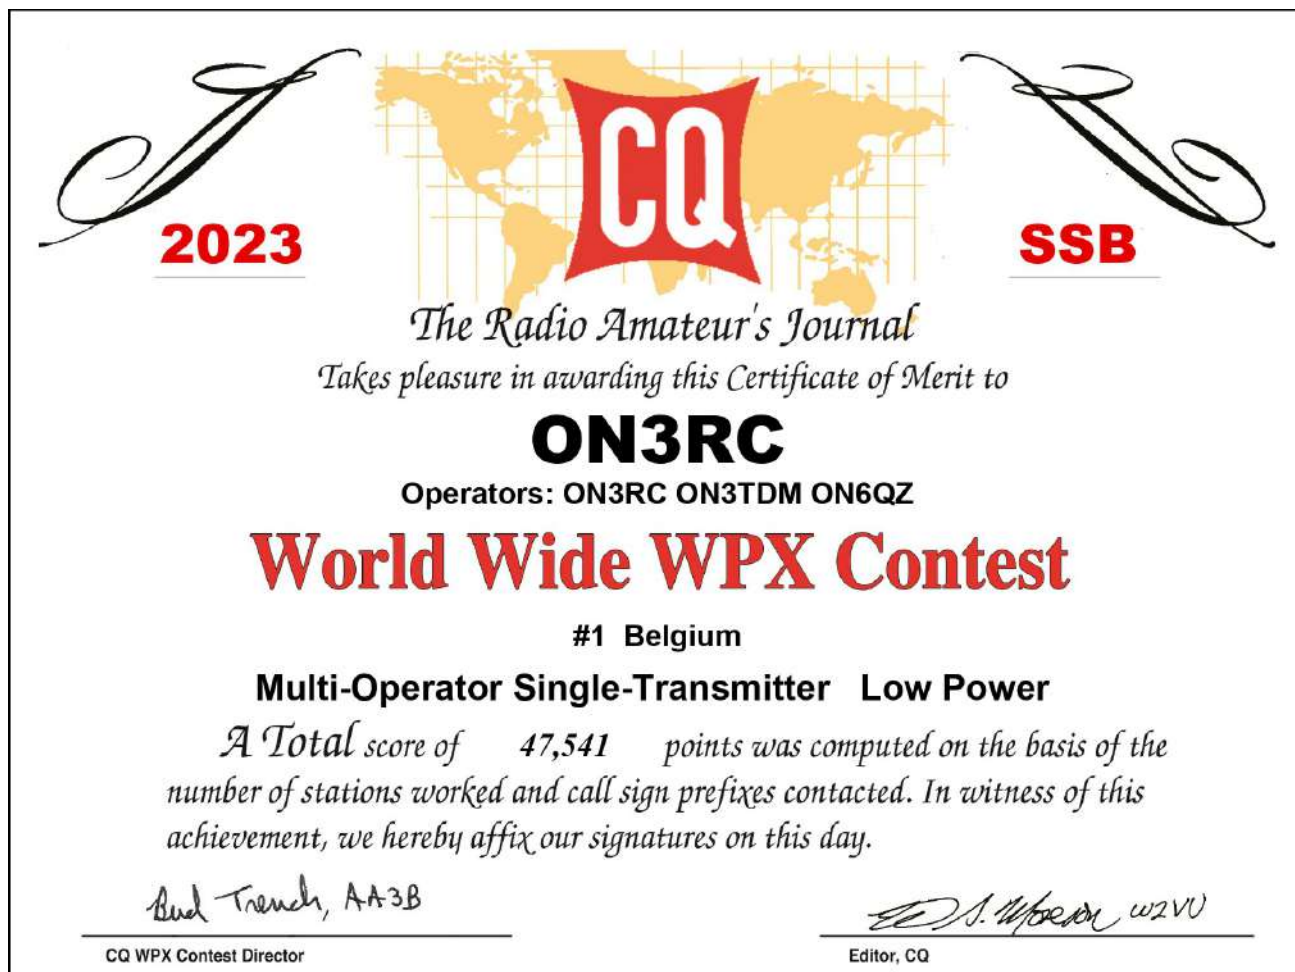 CQ
2023
SSB
The Radio Amateur's Journal
Takes pleasure in awarding this Certificate of Merit to
ON3RC
Operators: ON3RC ON3TDM ON6QZ
World Wide WPX Contest
#1 Belgium
Multi-Operator Single-Transmitter Low Power
A Total score of 47,541 points was computed on the basis of the
number of stations worked and call sign prefixes contacted. In witness of this
achievement, we hereby affix our signatures on this day.
Bud Trench, AA3B
S. W2VU
CQ WPX Contest Director
Editor, CQ